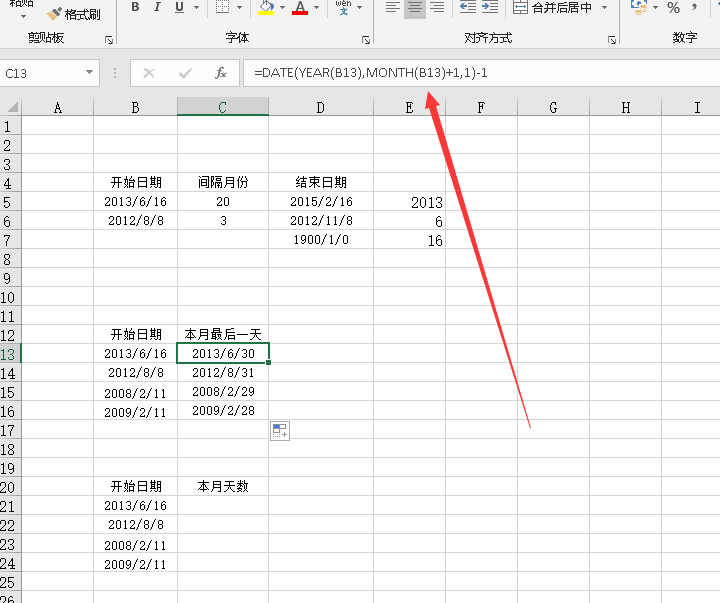 粘贴
格式刷
B I U
wén
文
合并后居中
%
剪贴板 字体 对齐方式 数字
C13 fx =DATE(YEAR(B13),MONTH(B13)+1,1)-1
A B C D E F G H I
1
2
3
4 开始日期 间隔月份 结束日期
5 2013/6/16 20 2015/2/16 2013
6 2012/8/8 3 2012/11/8 6
7 1900/1/0 16
8
9
10
11
12 开始日期 本月最后一天
13 2013/6/16 2013/6/30
14 2012/8/8 2012/8/31
15 2008/2/11 2008/2/29
16 2009/2/11 2009/2/28
17
18
19
20 开始日期 本月天数
21 2013/6/16
22 2012/8/8
23 2008/2/11
24 2009/2/11
25
26